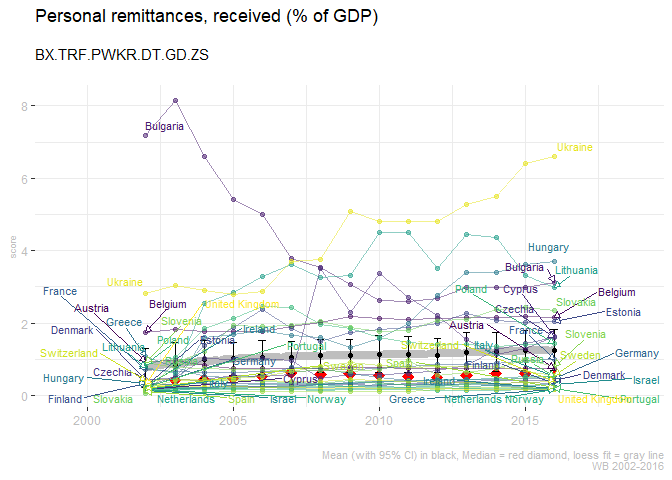 Personal remittances, received (% of GDP)
BX.TRF.PWKR.DT.GD.ZS
8
6
4
2
0
score
2000
2005
2010
2015
Bulgaria
Ukraine
Ukraine
Hungary
Bulgaria
Lithuania
France
Austria
Belgium
United Kingdom
Poland
Cyprus
Belgium
Slovakia
Estonia
Czechia
Denmark
Greece
Slovenia
Ireland
Austria
France
Slovenia
Switzerland
Lithuania
Poland
Estonia
Portugal
Switzerland
Italy
Sweden
Germany
Germany
Czechia
Finland
Hungary
Cyprus
Ireland
Denmark
Israel
Finland
Slovakia
Netherlands
Spain
Israel
Norway
Greece
Netherlands
Norway
United Kingdom
Portugal
Mean (with 95% CI) in black, Median = red diamond, loess fit = gray line
WB 2002-2016